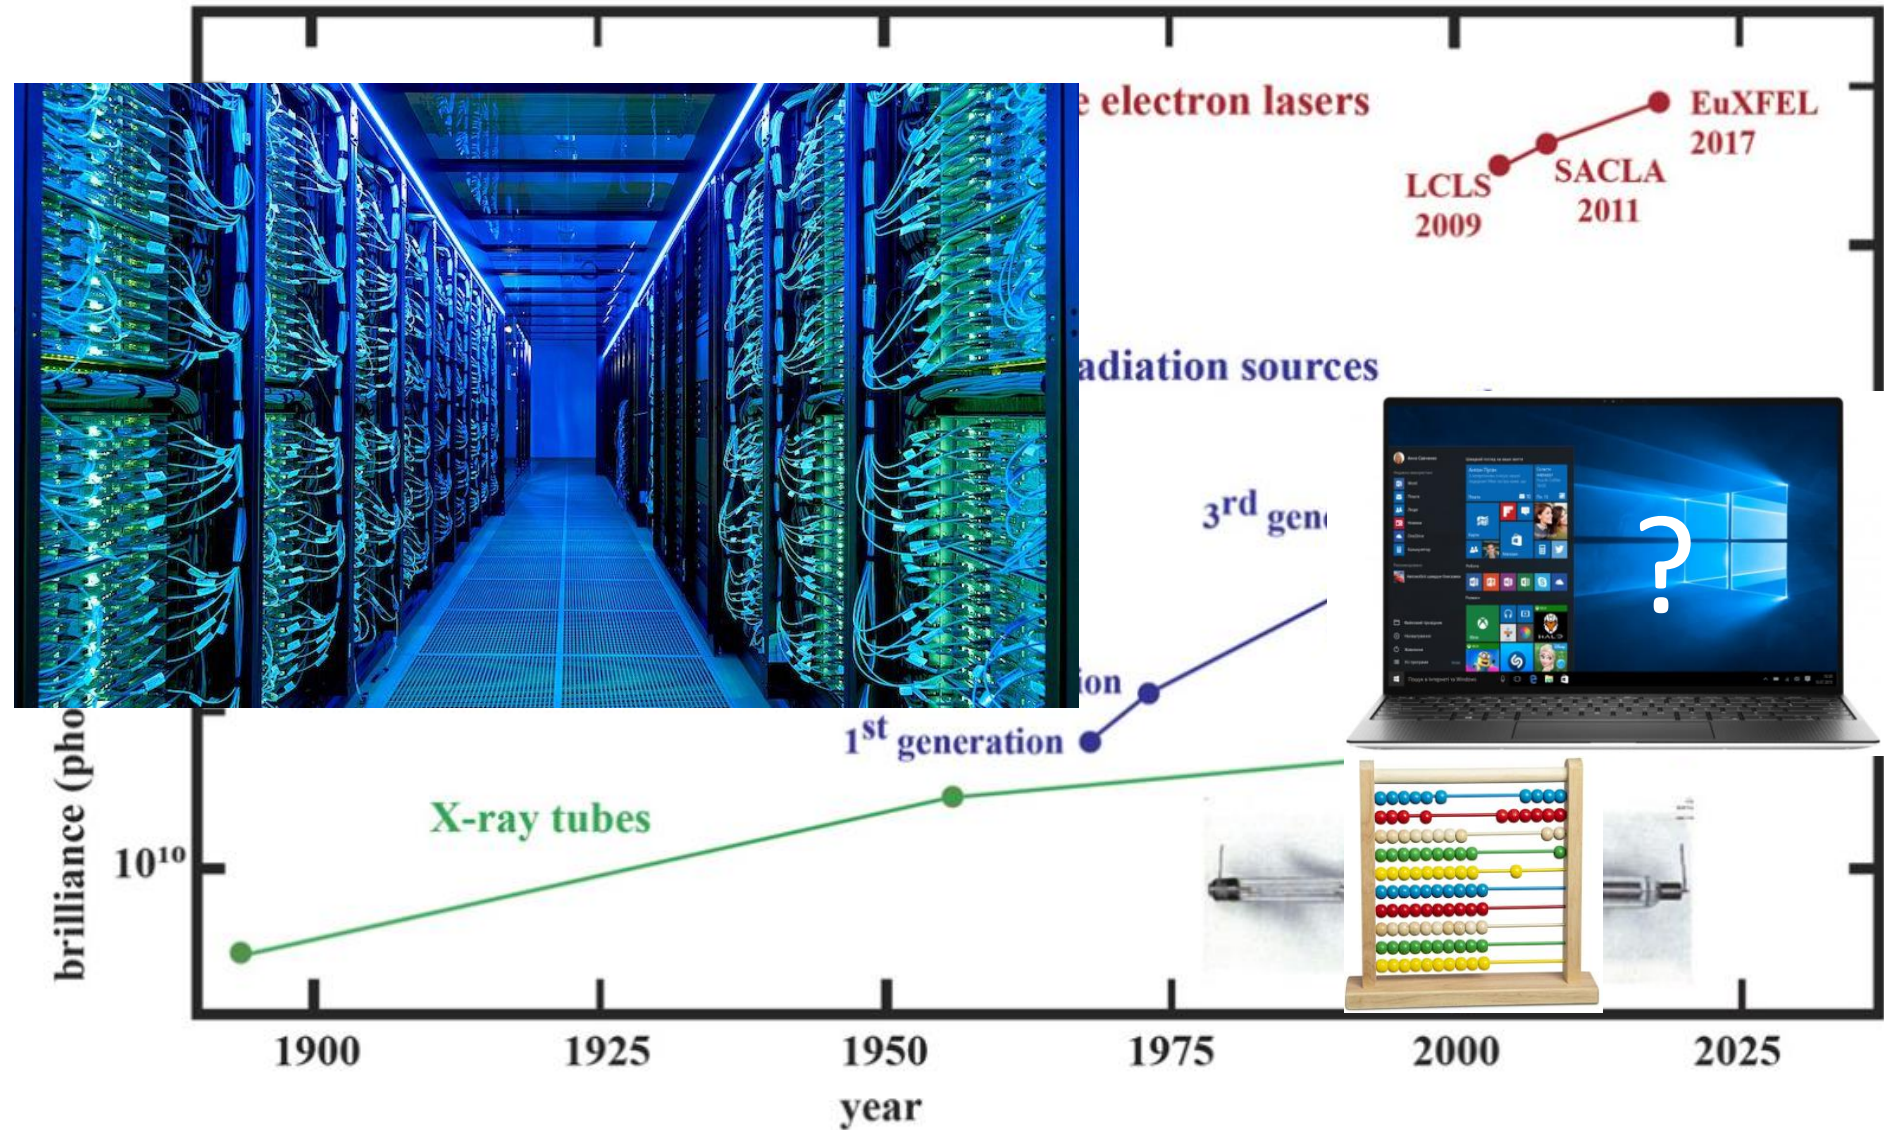 e electron lasers
EuXFEL
2017
LCLS
2009
SACLA
2011
adiation sources
3rd gen
?
ion
1st generation
X-ray tubes
brilliance (pho
10¹⁰
1900 1925 1950 1975 2000 2025
year